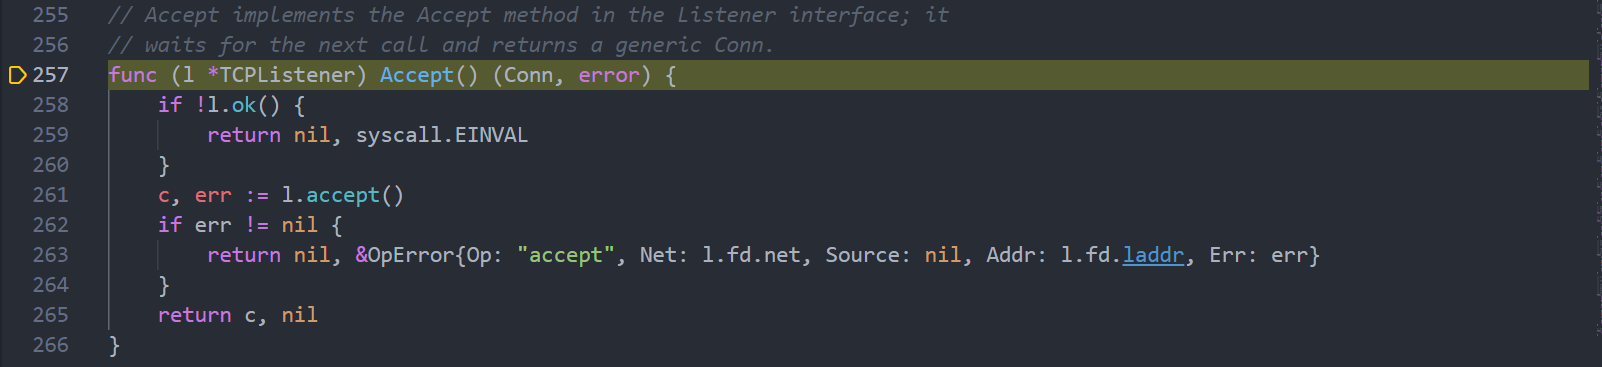 255 // Accept implements the Accept method in the Listener interface; it
256 // waits for the next call and returns a generic Conn.
257 func (l *TCPListener) Accept() (Conn, error) {
258     if !l.ok() {
259         return nil, syscall.EINVAL
260     }
261     c, err := l.accept()
262     if err != nil {
263         return nil, &OpError{Op: "accept", Net: l.fd.net, Source: nil, Addr: l.fd.laddr, Err: err}
264     }
265     return c, nil
266 }